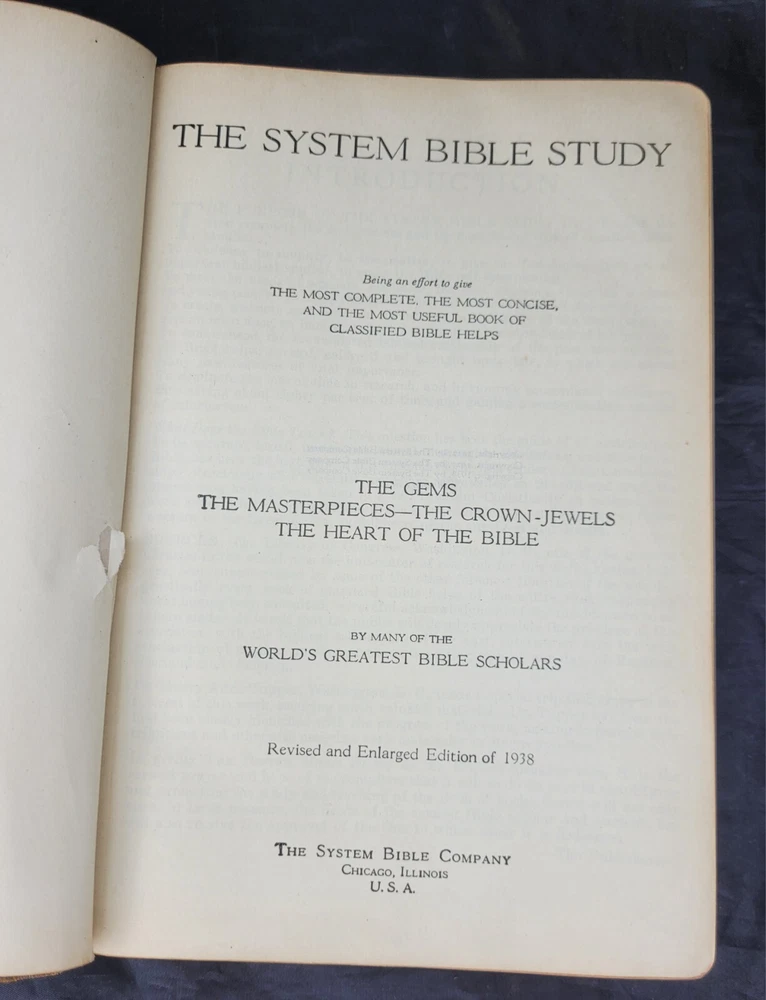 THE SYSTEM BIBLE STUDY
INTRODUCTION
Being an effort to give
THE MOST COMPLETE, THE MOST CONCISE,
AND THE MOST USEFUL BOOK OF
CLASSIFIED BIBLE HELPS
THE GEMS
THE MASTERPIECES—THE CROWN-JEWELS
THE HEART OF THE BIBLE
BY MANY OF THE
WORLD'S GREATEST BIBLE SCHOLARS
Revised and Enlarged Edition of 1938
THE SYSTEM BIBLE COMPANY
CHICAGO, ILLINOIS
U. S. A.